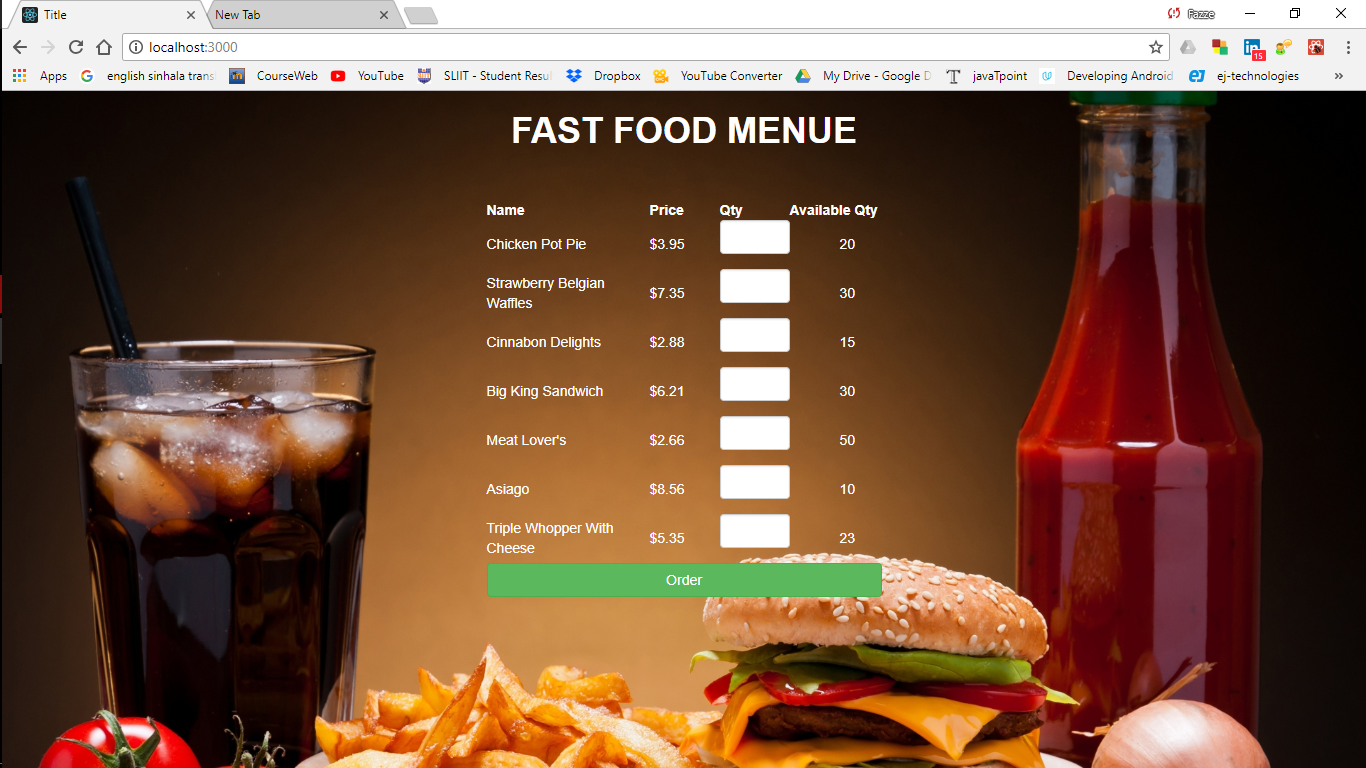 Title
New Tab
Fazze
localhost:3000
Apps
english sinhala trans
CourseWeb
YouTube
SLIIT - Student Resu
Dropbox
YouTube Converter
My Drive - Google D
javaTpoint
Developing Android
ej-technologies
15
FAST FOOD MENUE
Name Price Qty Available Qty
Chicken Pot Pie $3.95 20
Strawberry Belgian
Waffles $7.35 30
Cinnabon Delights $2.88 15
Big King Sandwich $6.21 30
Meat Lover's $2.66 50
Asiago $8.56 10
Triple Whopper With
Cheese $5.35 23
Order